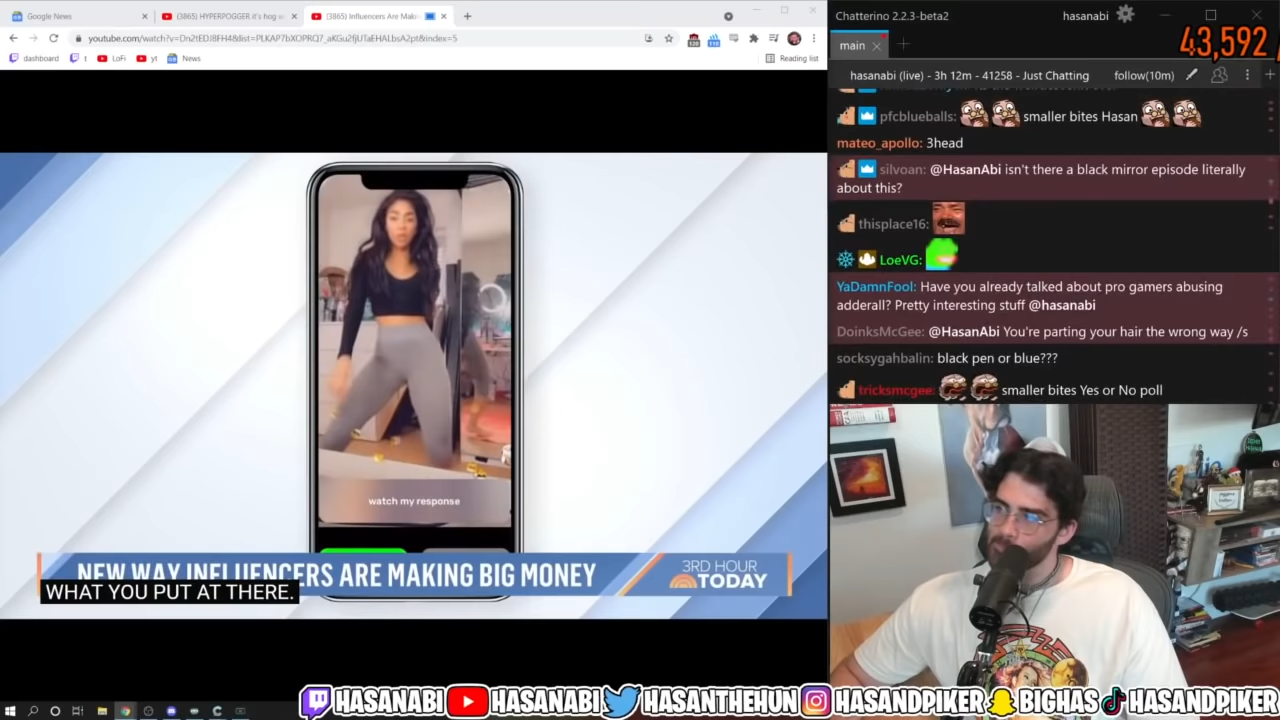 Google News
(3865) HYPERPOGGER it's hog
(3865) Influencers Are Maki
youtube.com/watch?v=Dn2tEDJ8FH4&list=PLKAP7bXOPRQ7_aKGu2fjUTaEHALbsA2pt&index=5
dashboard
t
LoFi
yt
News
Reading list
watch my response
NEW WAY INFLUENCERS ARE MAKING BIG MONEY
3RD HOUR
TODAY
WHAT YOU PUT AT THERE.
Chatterino 2.2.3-beta2
hasanabi
43,592
main
hasanabi (live) - 3h 12m - 41258 - Just Chatting
follow(10m)
pfcblueballs: smaller bites Hasan
mateo_apollo: 3head
silvoan: @HasanAbi isn't there a black mirror episode literally
about this?
thisplace16:
LoeVG:
YaDamnFool: Have you already talked about pro gamers abusing
adderall? Pretty interesting stuff @hasanabi
DoinksMcGee: @HasanAbi You're parting your hair the wrong way /s
socksygahbalin: black pen or blue???
tricksmcgee: smaller bites Yes or No poll
HASANABI HASANABI HASANTHEHUN HASANDPIKER BIGHAS HASANDPIKER